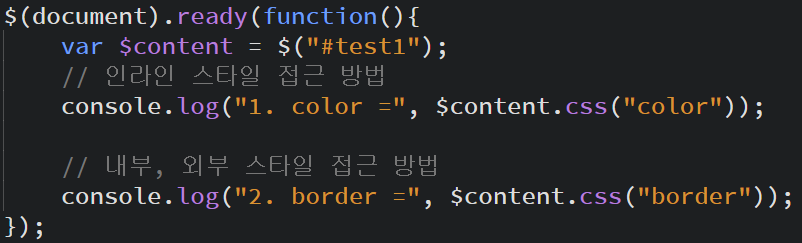 $(document).ready(function(){
    var $content = $("#test1");
    // 인라인 스타일 접근 방법
    console.log("1. color =", $content.css("color"));
    // 내부, 외부 스타일 접근 방법
    console.log("2. border =", $content.css("border"));
});